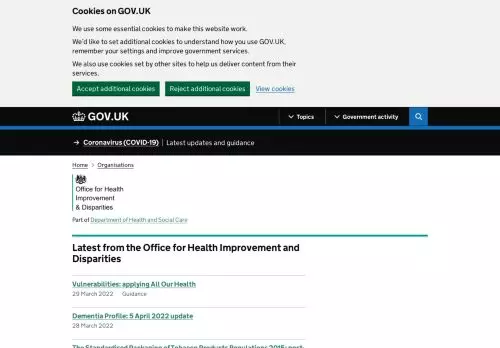 Cookies on GOV.UK
We use some essential cookies to make this website work.
We'd like to set additional cookies to understand how you use GOV.UK,
remember your settings and improve government services.
We also use cookies set by other sites to help us deliver content from their
services.
Accept additional cookies Reject additional cookies View cookies
GOV.UK Topics Government activity
→ Coronavirus (COVID-19) Latest updates and guidance
Home > Organisations
Office for Health
Improvement
& Disparities
Part of Department of Health and Social Care
Latest from the Office for Health Improvement and
Disparities
Vulnerabilities: applying All Our Health
29 March 2022 Guidance
Dementia Profile: 5 April 2022 update
28 March 2022
The Standardised Packaging of Tobacco Products Regulations 2015: post-